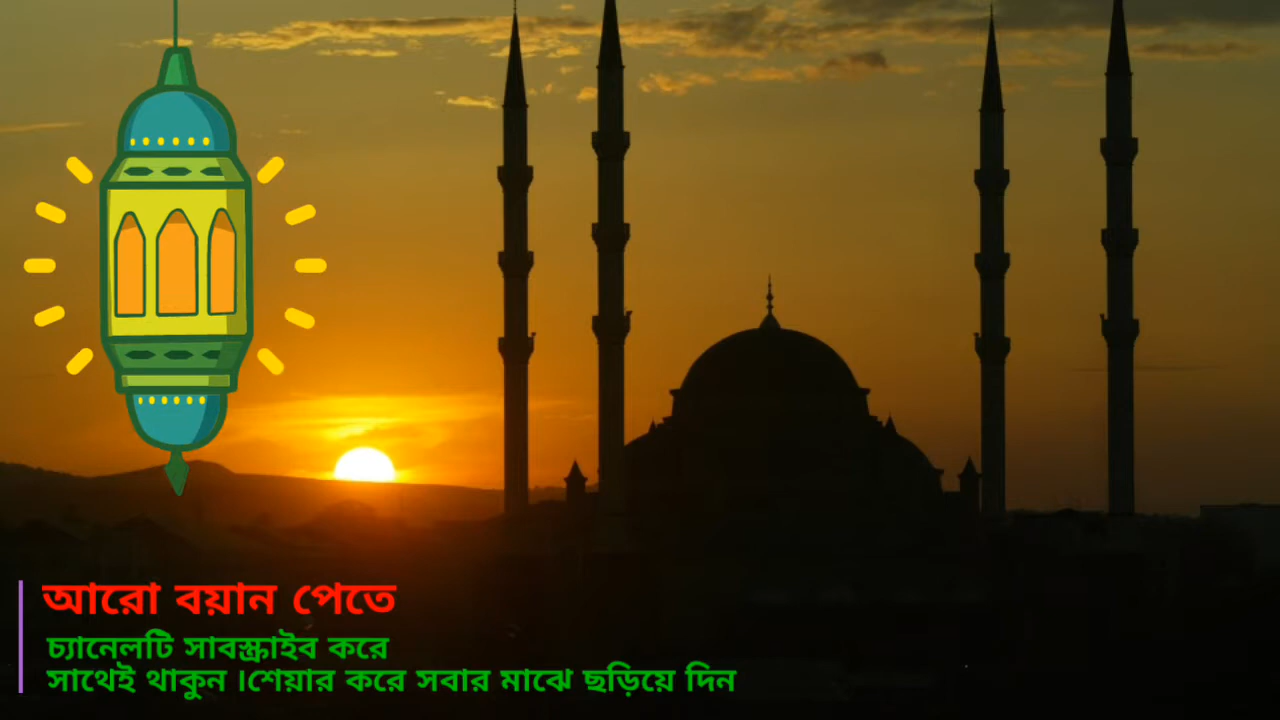 আরো বয়ান পেতে
চ্যানেলটি সাবস্ক্রাইব করে
সাথেই থাকুন ।শেয়ার করে সবার মাঝে ছড়িয়ে দিন